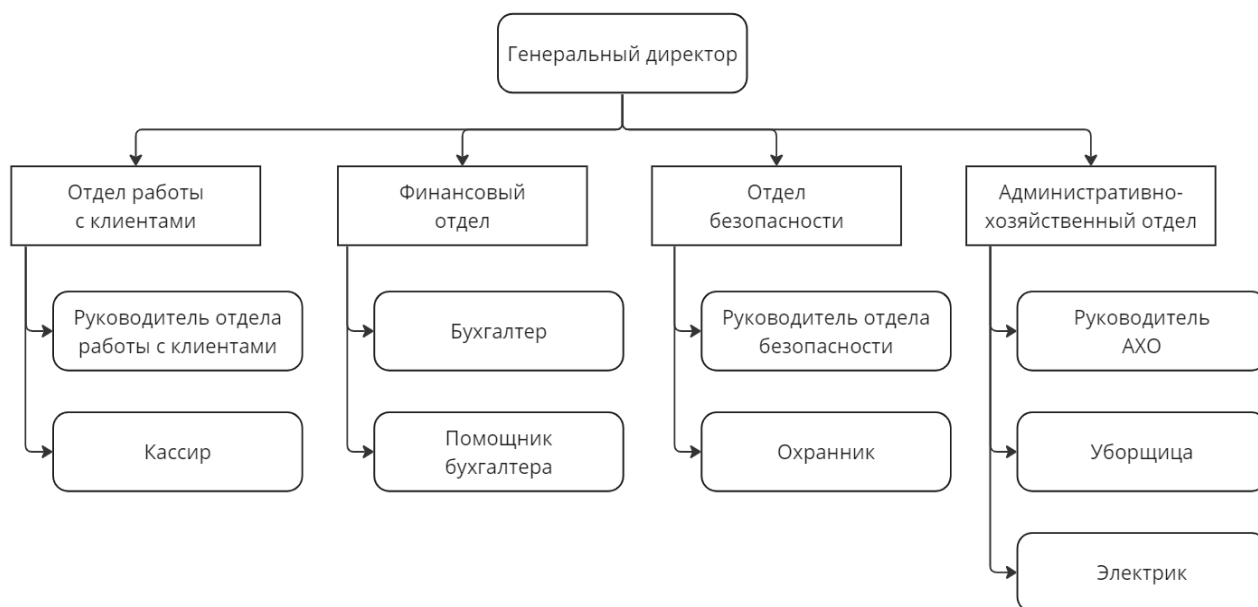 Генеральный директор
Отдел работы
с клиентами
Финансовый
отдел
Отдел
безопасности
Административно-
хозяйственный отдел
Руководитель отдела
работы с клиентами
Бухгалтер
Руководитель отдела
безопасности
Руководитель
АХО
Кассир
Помощник
бухгалтера
Охранник
Уборщица
Электрик